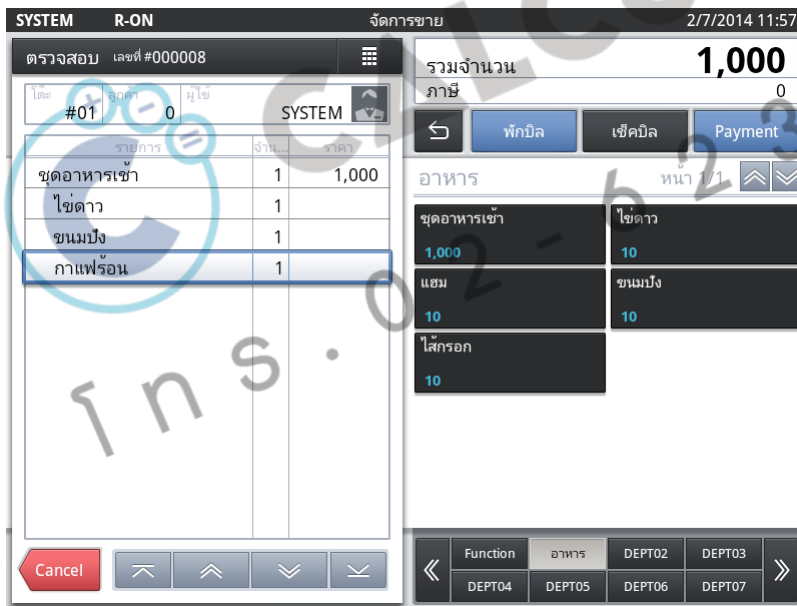 SYSTEM R-ON จัดการขาย 2/7/2014 11:57
ตรวจสอบ เลขที่ #000008
โต๊ะ ลูกค้า ผู้ใช้
#01 0 SYSTEM
รายการ จำน... ราคา
ชุดอาหารเช้า 1 1,000
ไข่ดาว 1
ขนมปัง 1
กาแฟร้อน 1
Cancel
รวมจำนวน 1,000
ภาษี 0
พักบิล เช็คบิล Payment
อาหาร หน้า 1/1
ชุดอาหารเช้า ไข่ดาว
1,000 10
แฮม ขนมปัง
10 10
ไส้กรอก
10
Function อาหาร DEPT02 DEPT03
DEPT04 DEPT05 DEPT06 DEPT07
CALCO
โทร. 02-623